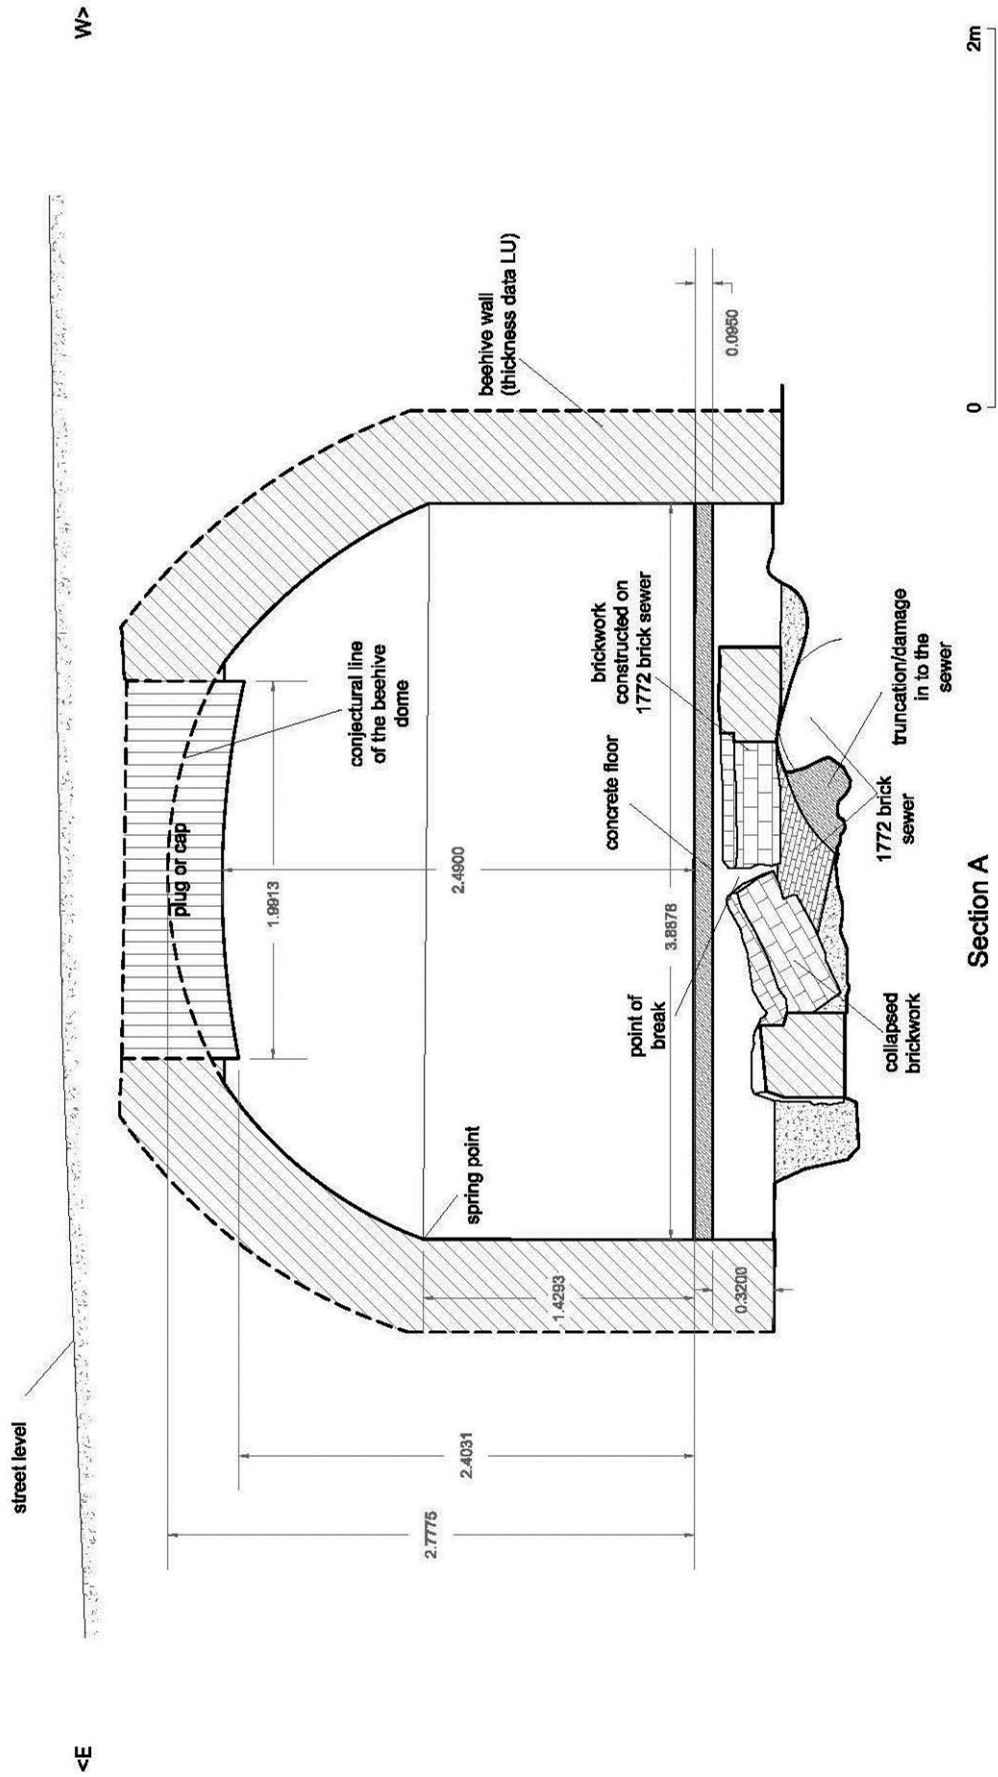 <E
W>
street level
plug or cap
conjectural line
of the beehive
dome
1.9913
2.7775
2.4031
2.4900
1.4293
spring point
beehive wall
(thickness data LU)
3.8878
0.3200
0.0950
point of
break
concrete floor
brickwork
constructed on
1772 brick sewer
collapsed
brickwork
1772 brick
sewer
truncation/damage
in to the
sewer
Section A
0
2m